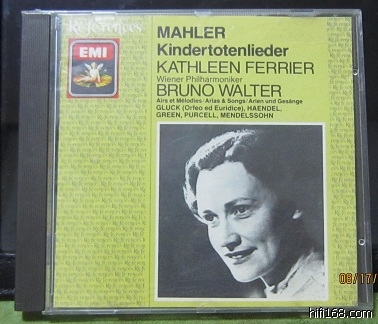 References
EMI
MAHLER
Kindertotenlieder
KATHLEEN FERRIER
Wiener Philharmoniker
BRUNO WALTER
Airs et Mélodies/Arias & Songs/Arien und Gesänge
GLUCK (Orfeo ed Euridice), HAENDEL,
GREEN, PURCELL, MENDELSSOHN
08/17/
hifi168.com